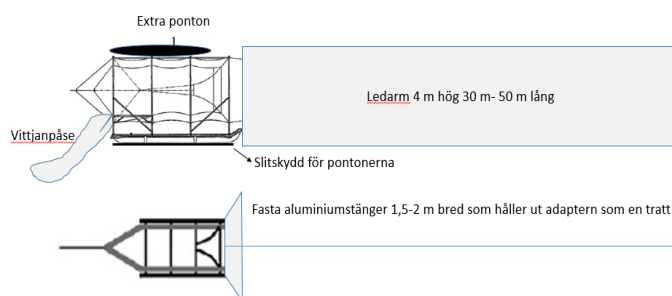 Extra ponton
Ledarm 4 m hög 30 m- 50 m lång
Vittjanpåse
Slitskydd för pontonerna
Fasta aluminiumstänger 1,5-2 m bred som håller ut adaptern som en tratt